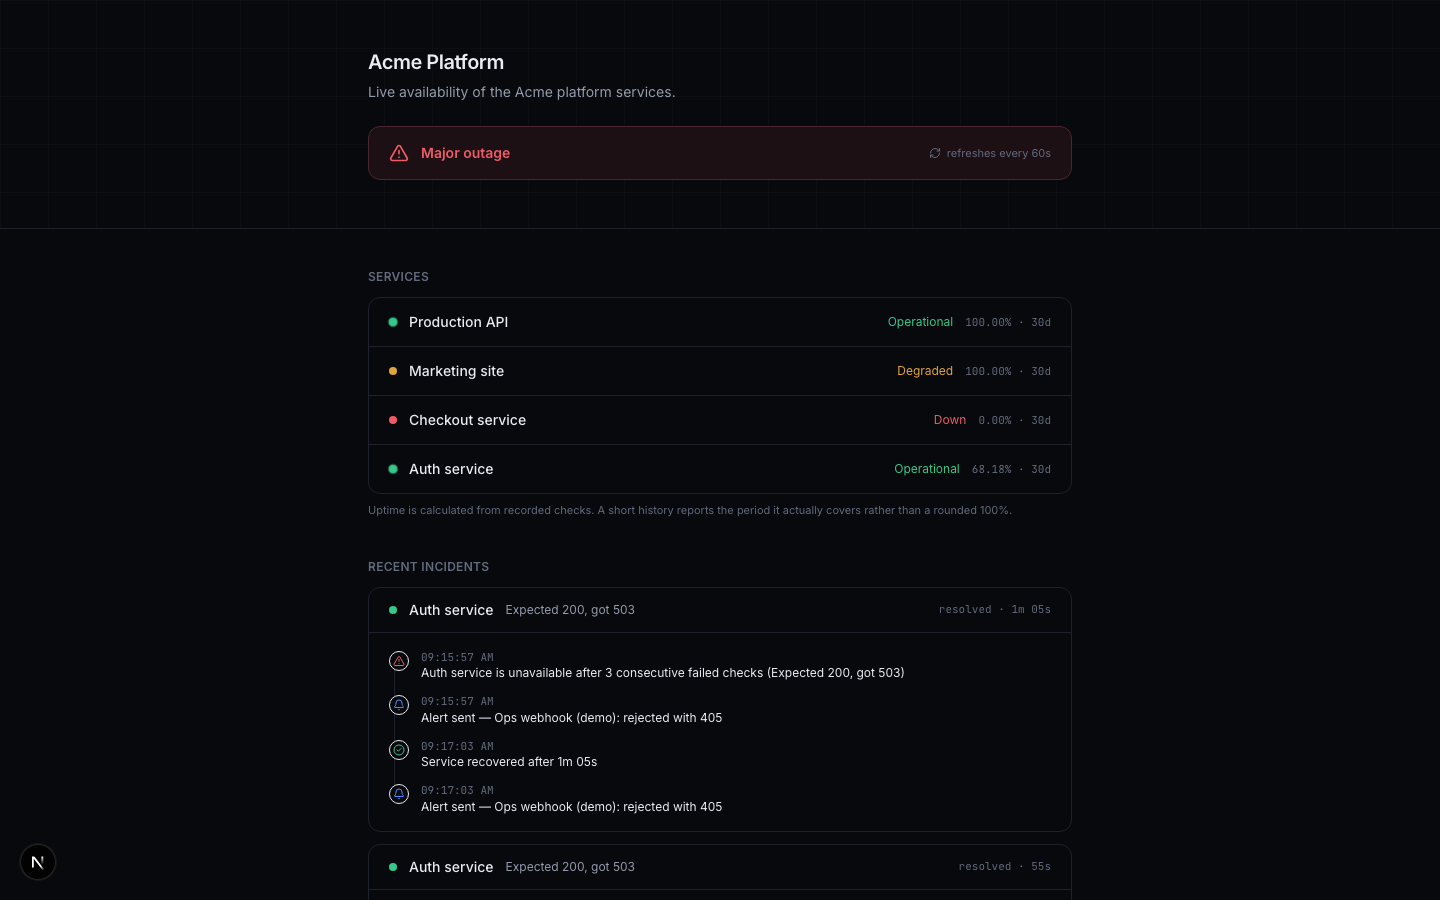 Acme Platform
Live availability of the Acme platform services.
Major outage
refreshes every 60s
SERVICES
Production API Operational 100.00% · 30d
Marketing site Degraded 100.00% · 30d
Checkout service Down 0.00% · 30d
Auth service Operational 68.18% · 30d
Uptime is calculated from recorded checks. A short history reports the period it actually covers rather than a rounded 100%.
RECENT INCIDENTS
Auth service Expected 200, got 503 resolved · 1m 05s
09:15:57 AM
Auth service is unavailable after 3 consecutive failed checks (Expected 200, got 503)
09:15:57 AM
Alert sent — Ops webhook (demo): rejected with 405
09:17:03 AM
Service recovered after 1m 05s
09:17:03 AM
Alert sent — Ops webhook (demo): rejected with 405
N
Auth service Expected 200, got 503 resolved · 55s